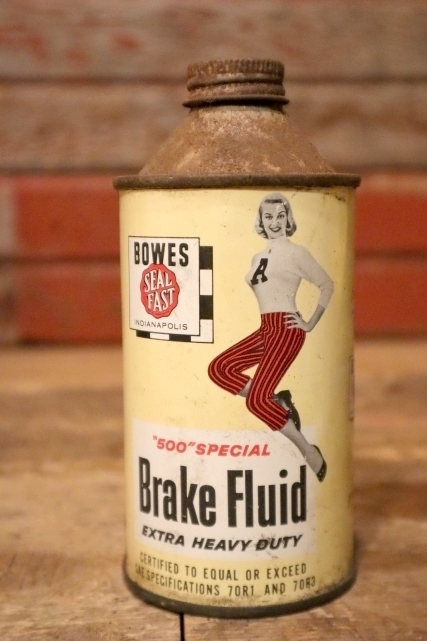 BOWES
SEAL
FAST
INDIANAPOLIS
A
"500" SPECIAL
Brake Fluid
EXTRA HEAVY DUTY
CERTIFIED TO EQUAL OR EXCEED
SAE SPECIFICATIONS 70R1 AND 70R3